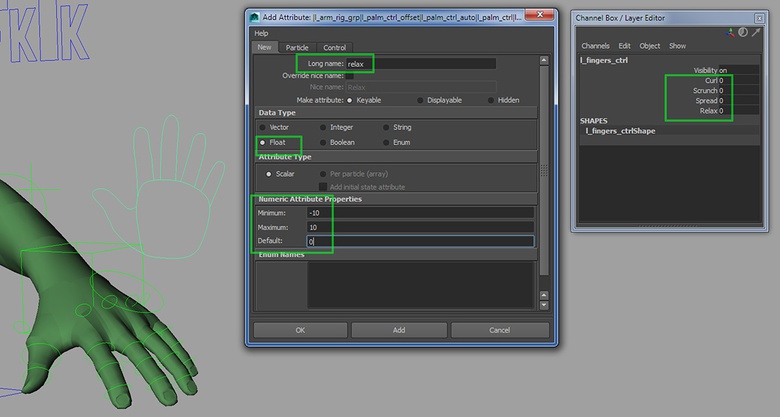 Add Attribute: |l_arm_rig_grp|l_palm_ctrl_offset|l_palm_ctrl_auto|l_palm_ctrl|l...
Help
New Particle Control
Long name: relax
Override nice name:
Nice name: Relax
Make attribute: Keyable Displayable Hidden
Data Type
Vector Integer String
Float Boolean Enum
Attribute Type
Scalar Per particle (array)
Add initial state attribute
Numeric Attribute Properties
Minimum: -10
Maximum: 10
Default: 0
Enum Names
OK Add Cancel
Channel Box / Layer Editor
Channels Edit Object Show
l_fingers_ctrl
Visibility on
Curl 0
Scrunch 0
Spread 0
Relax 0
SHAPES
l_fingers_ctrlShape